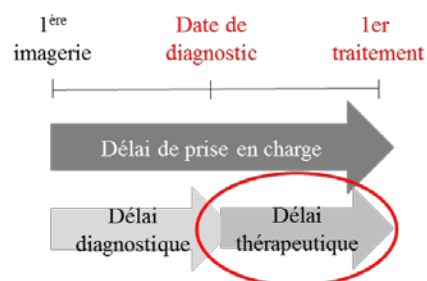 1ère
imagerie
Date de
diagnostic
1er
traitement
Délai de prise en charge
Délai
diagnostique
Délai
thérapeutique